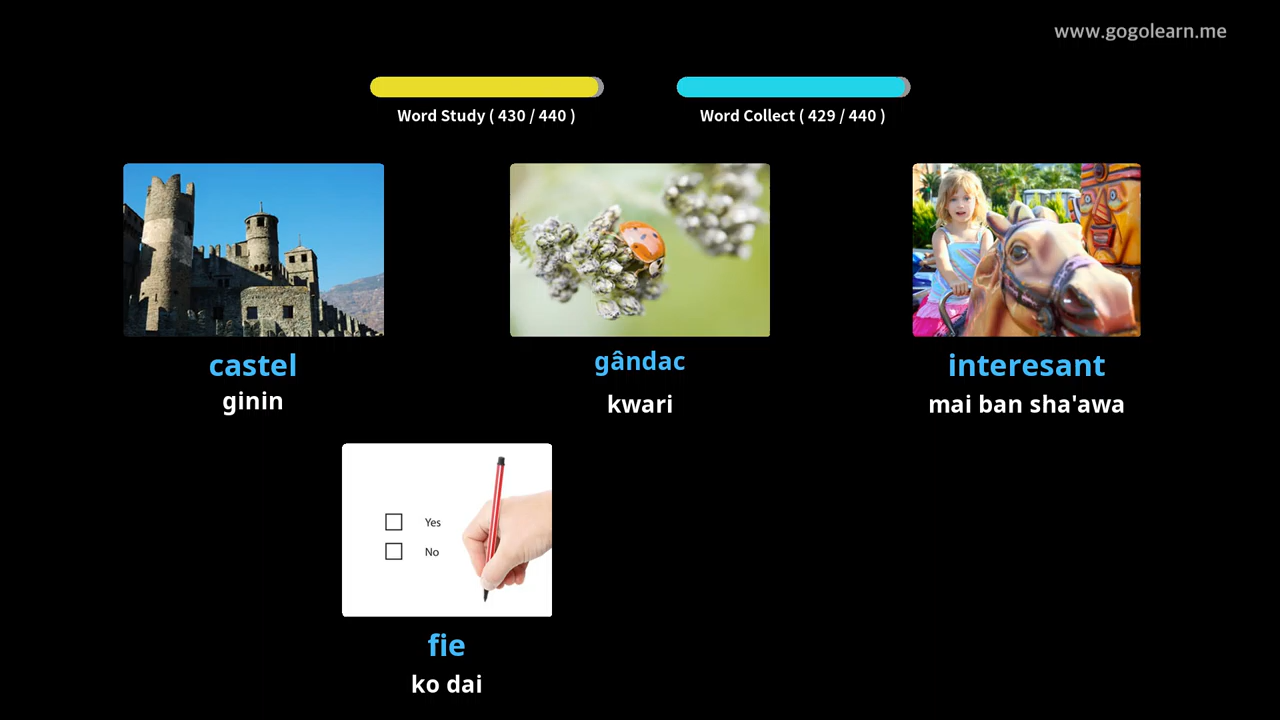 www.gogolearn.me
Word Study ( 430 / 440 )
Word Collect ( 429 / 440 )
castel
ginin
gândac
kwari
interesant
mai ban sha'awa
Yes
No
fie
ko dai